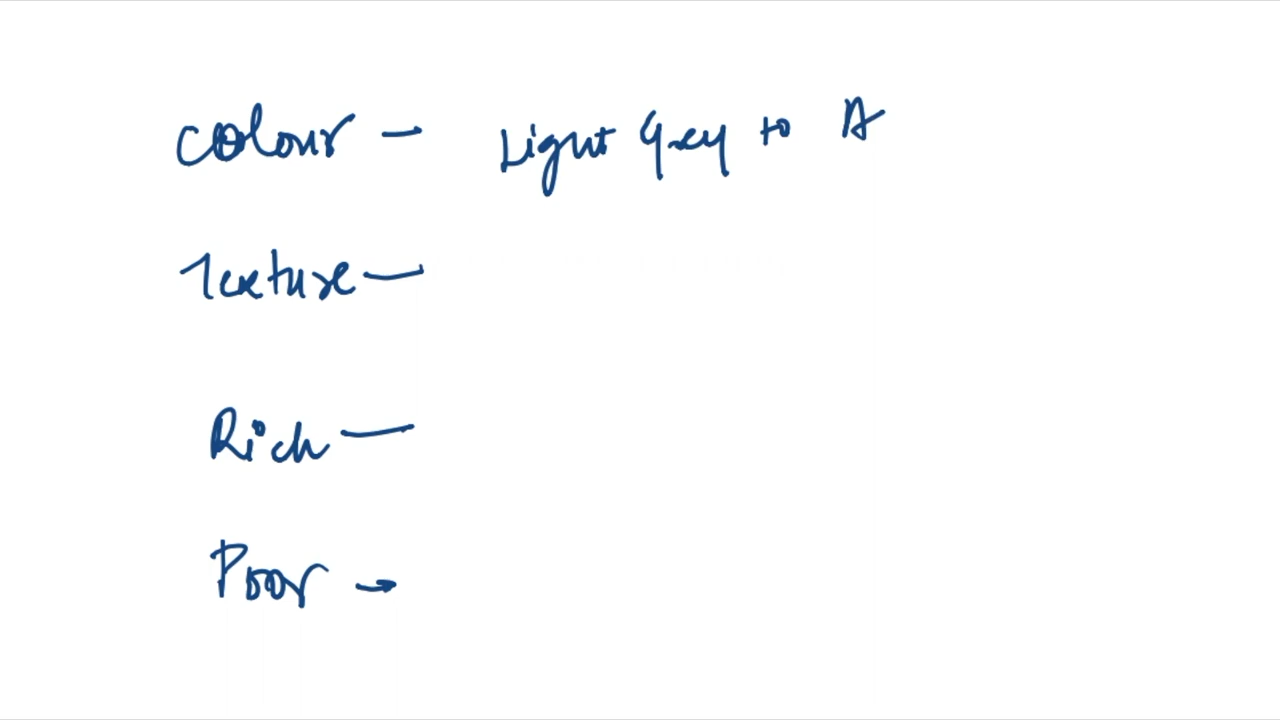 Colour – Light Grey to A
Texture –
Rich –
Poor →